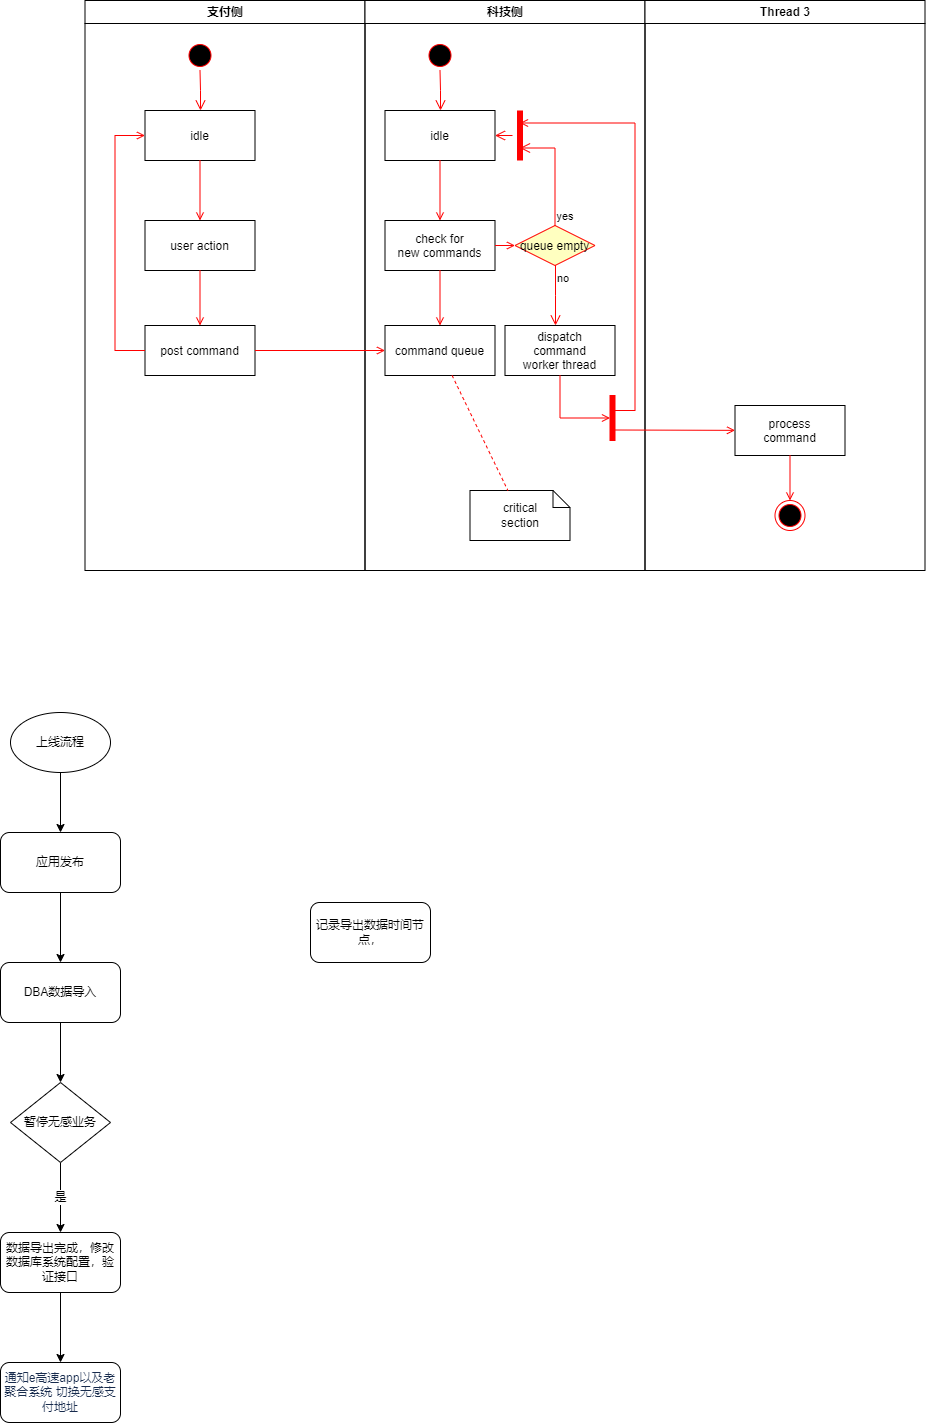 支付侧
科技侧
Thread 3
idle
idle
user action
check for
new commands
yes
queue empty
no
post command
command queue
dispatch
command
worker thread
process
command
critical
section
上线流程
应用发布
记录导出数据时间节
点，
DBA数据导入
暂停无感业务
是
数据导出完成，修改
数据库系统配置，验
证接口
通知e高速app以及老
聚合系统 切换无感支
付地址